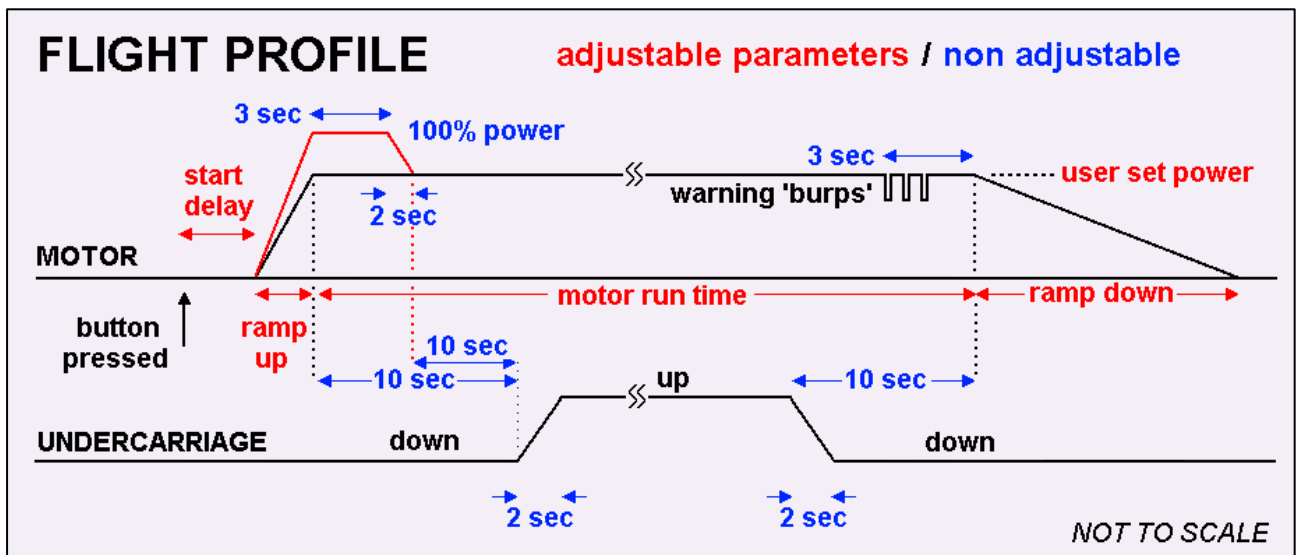 FLIGHT PROFILE
adjustable parameters / non adjustable
3 sec
100% power
start
delay
2 sec
3 sec
warning 'burps'
user set power
MOTOR
button
pressed
ramp
up
motor run time
ramp down
10 sec
10 sec
up
10 sec
UNDERCARRIAGE
down
down
2 sec
2 sec
NOT TO SCALE